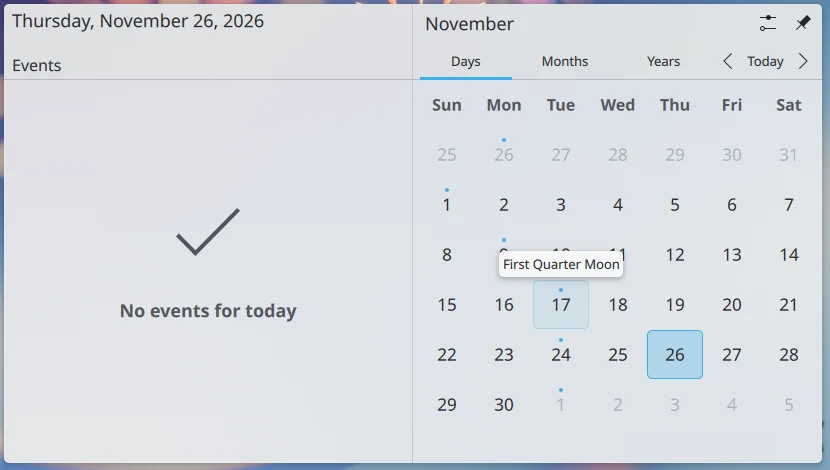 Thursday, November 26, 2026
Events
No events for today
November
Days Months Years Today
Sun Mon Tue Wed Thu Fri Sat
25 26 27 28 29 30 31
1 2 3 4 5 6 7
8 9 10 11 12 13 14
First Quarter Moon
15 16 17 18 19 20 21
22 23 24 25 26 27 28
29 30 1 2 3 4 5